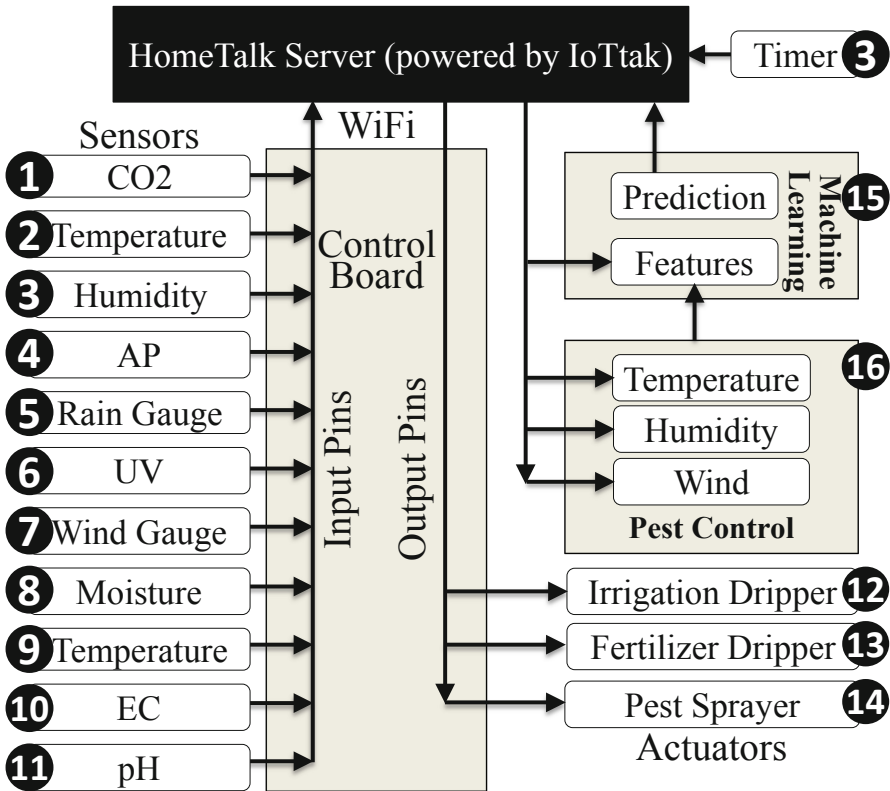 HomeTalk Server (powered by IoTtak)
Timer 3
WiFi
Sensors
1 CO2
2 Temperature
3 Humidity
4 AP
5 Rain Gauge
6 UV
7 Wind Gauge
8 Moisture
9 Temperature
10 EC
11 pH
Control
Board
Input Pins
Output Pins
Prediction
Features
Machine
Learning
15
16
Temperature
Humidity
Wind
Pest Control
Irrigation Dripper 12
Fertilizer Dripper 13
Pest Sprayer 14
Actuators